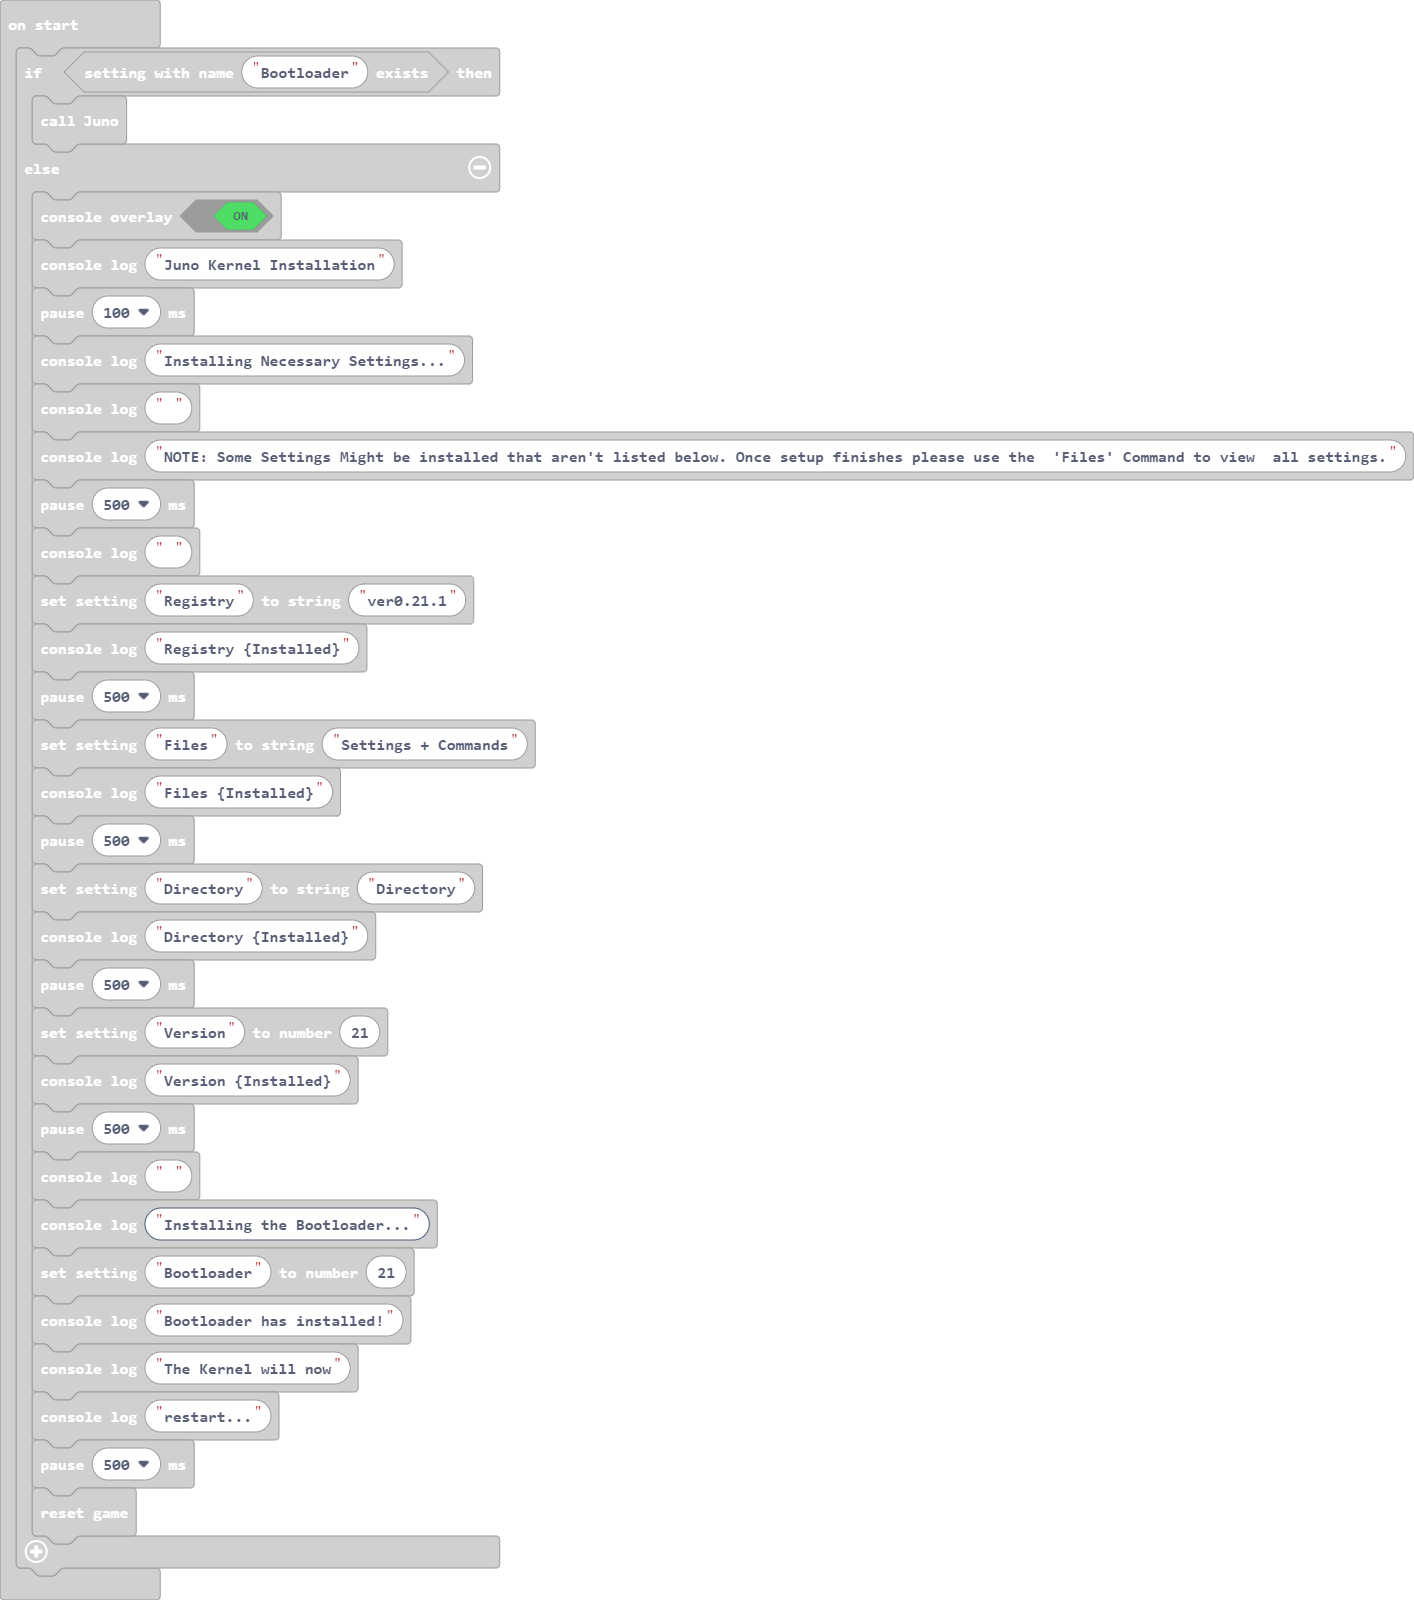 on start
if setting with name "Bootloader" exists then
call Juno
else
console overlay ON
console log "Juno Kernel Installation"
pause 100 ms
console log "Installing Necessary Settings..."
console log " "
console log "NOTE: Some Settings Might be installed that aren't listed below. Once setup finishes please use the  'Files' Command to view  all settings."
pause 500 ms
console log " "
set setting "Registry" to string "ver0.21.1"
console log "Registry {Installed}"
pause 500 ms
set setting "Files" to string "Settings + Commands"
console log "Files {Installed}"
pause 500 ms
set setting "Directory" to string "Directory"
console log "Directory {Installed}"
pause 500 ms
set setting "Version" to number 21
console log "Version {Installed}"
pause 500 ms
console log " "
console log "Installing the Bootloader..."
set setting "Bootloader" to number 21
console log "Bootloader has installed!"
console log "The Kernel will now"
console log "restart..."
pause 500 ms
reset game